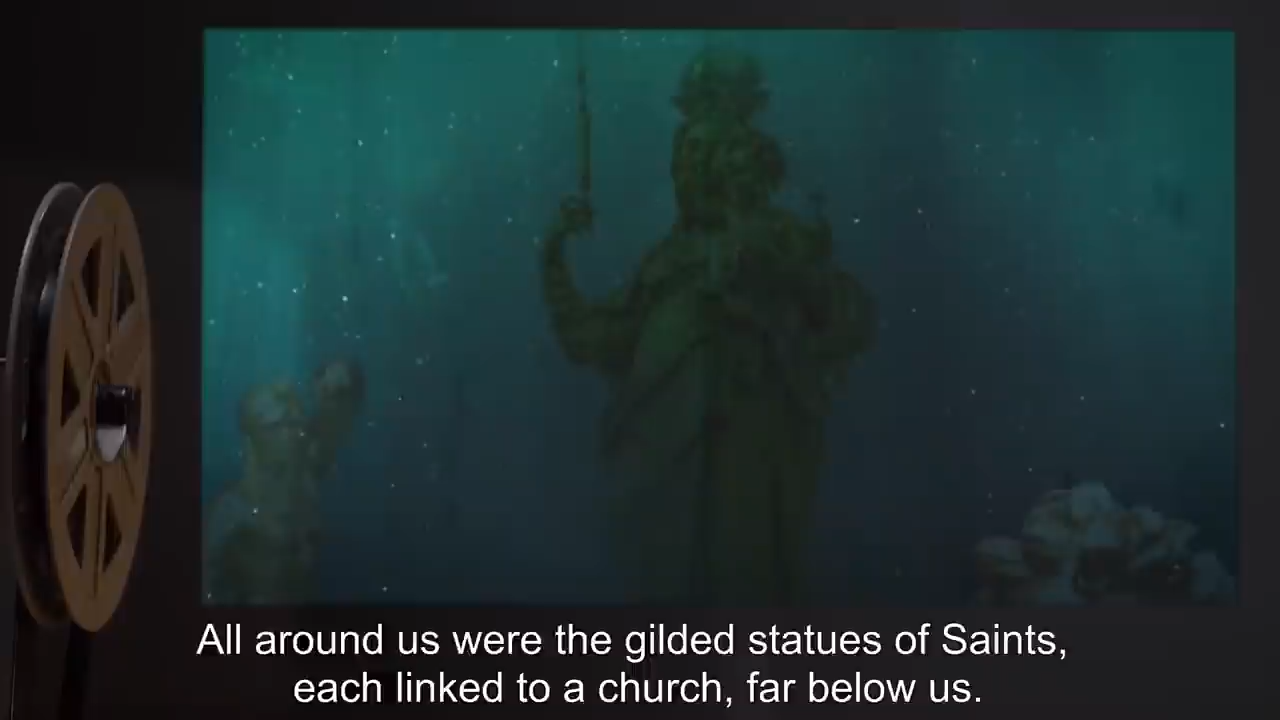 All around us were the gilded statues of Saints,
each linked to a church, far below us.